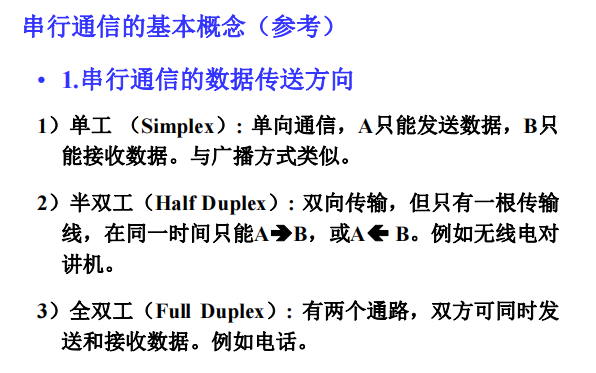 串行通信的基本概念（参考）
• 1.串行通信的数据传送方向
1）单工 （Simplex）: 单向通信，A只能发送数据，B只
能接收数据。与广播方式类似。
2）半双工（Half Duplex）: 双向传输，但只有一根传输
线，在同一时间只能A➔B，或A🡸 B。例如无线电对
讲机。
3）全双工（Full Duplex）: 有两个通路，双方可同时发
送和接收数据。例如电话。